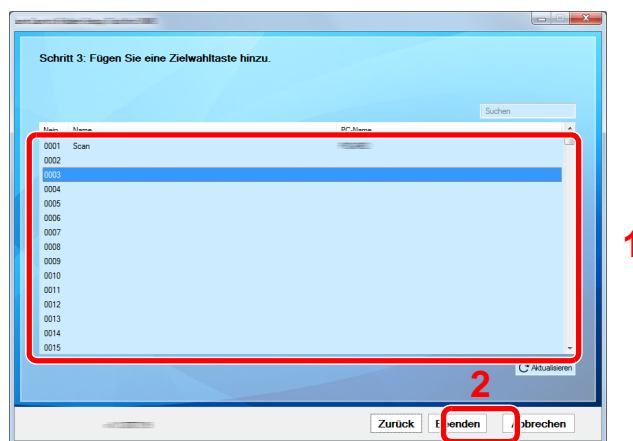 Schritt 3: Fügen Sie eine Zielwahltaste hinzu.
Suchen
Nein Name PC-Name
0001 Scan
0002
0003
0004
0005
0006
0007
0008
0009
0010
0011
0012
0013
0014
0015
1
Aktualisieren
2
Zurück Beenden Abbrechen